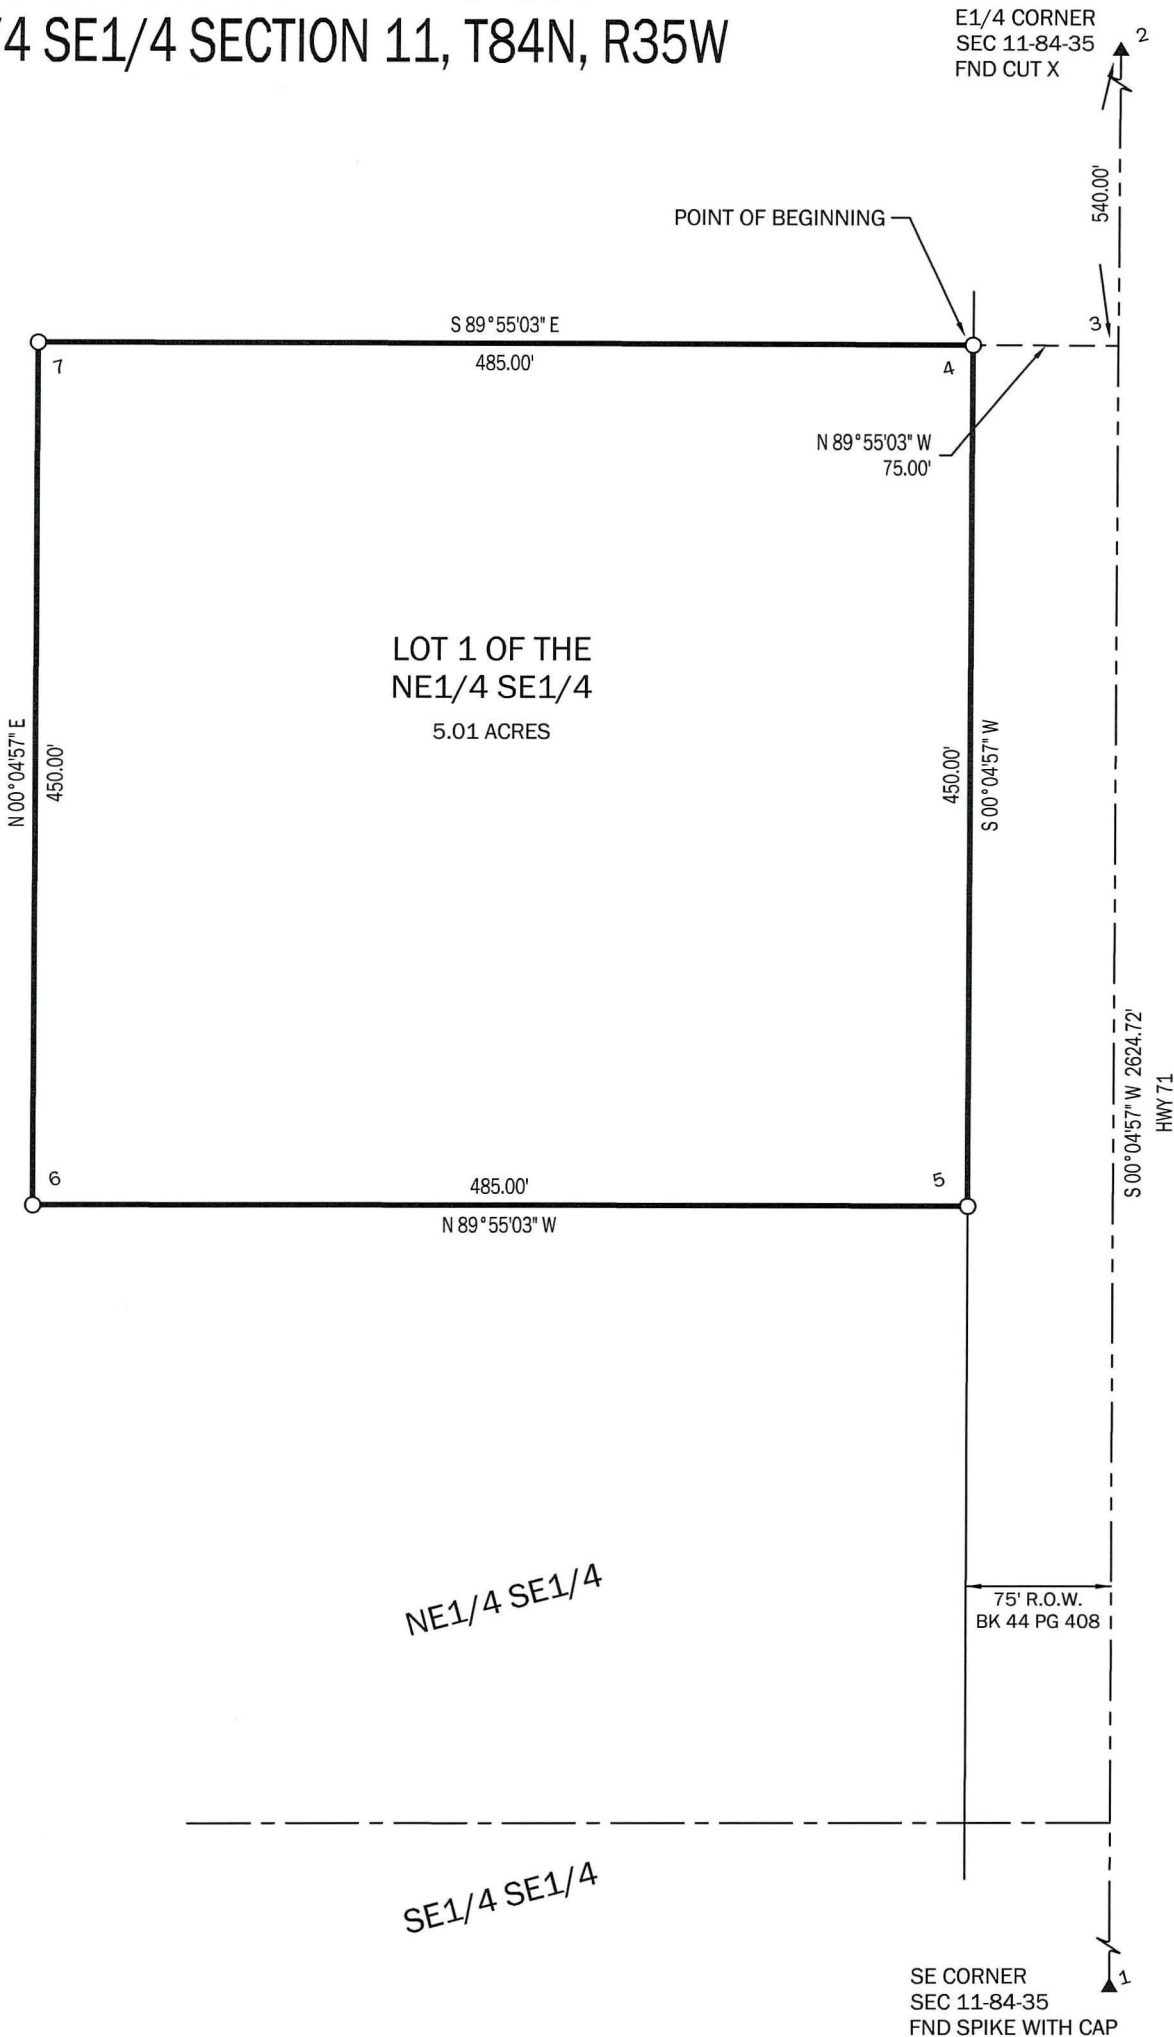 /4 SE1/4 SECTION 11, T84N, R35W
E1/4 CORNER
SEC 11-84-35
FND CUT X
2
540.00'
POINT OF BEGINNING
3
S 89°55'03" E
485.00'
7
4
N 89°55'03" W
75.00'
LOT 1 OF THE
NE1/4 SE1/4
5.01 ACRES
N 00°04'57" E
450.00'
450.00'
S 00°04'57" W
S 00°04'57" W 2624.72'
HWY 71
6
5
485.00'
N 89°55'03" W
NE1/4 SE1/4
75' R.O.W.
BK 44 PG 408
SE1/4 SE1/4
SE CORNER
SEC 11-84-35
FND SPIKE WITH CAP
1